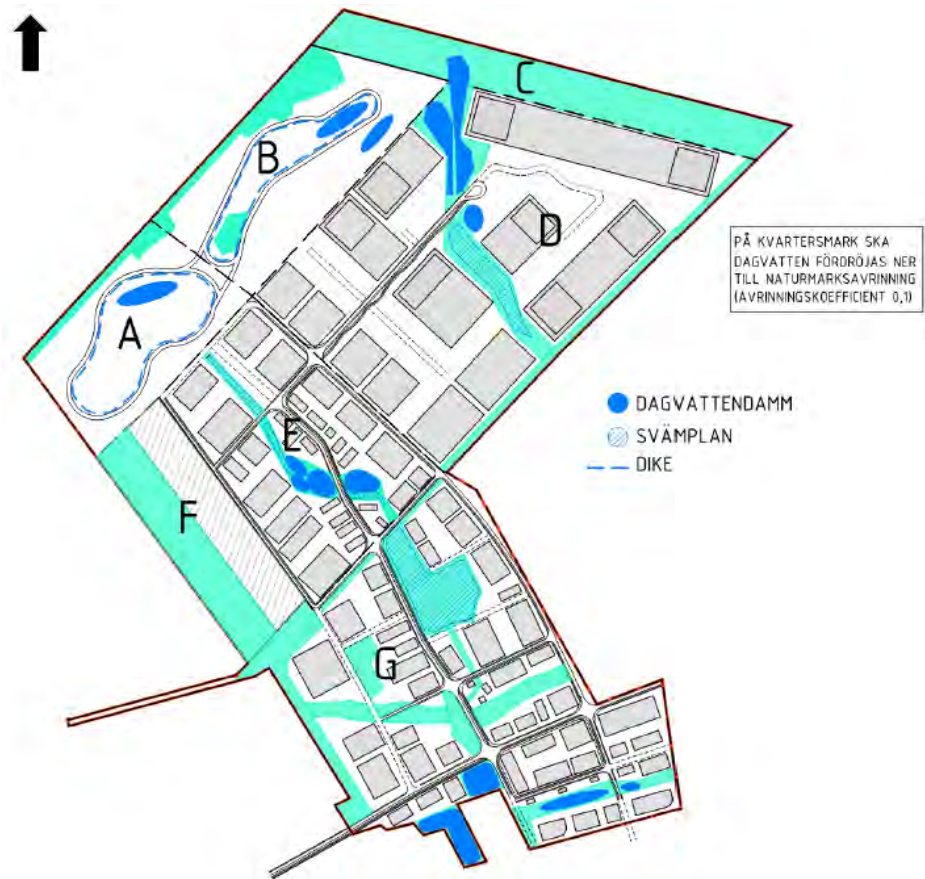 C
B
D
PÅ KVARTERSMARK SKA
DAGVATTEN FÖRDRÖJAS NER
TILL NATURMARKSAVRINNING
(AVRINNINGSKOEFFICIENT 0,1)
A
DAGVATTENDAMM
E
SVÄMPLAN
DIKE
F
G